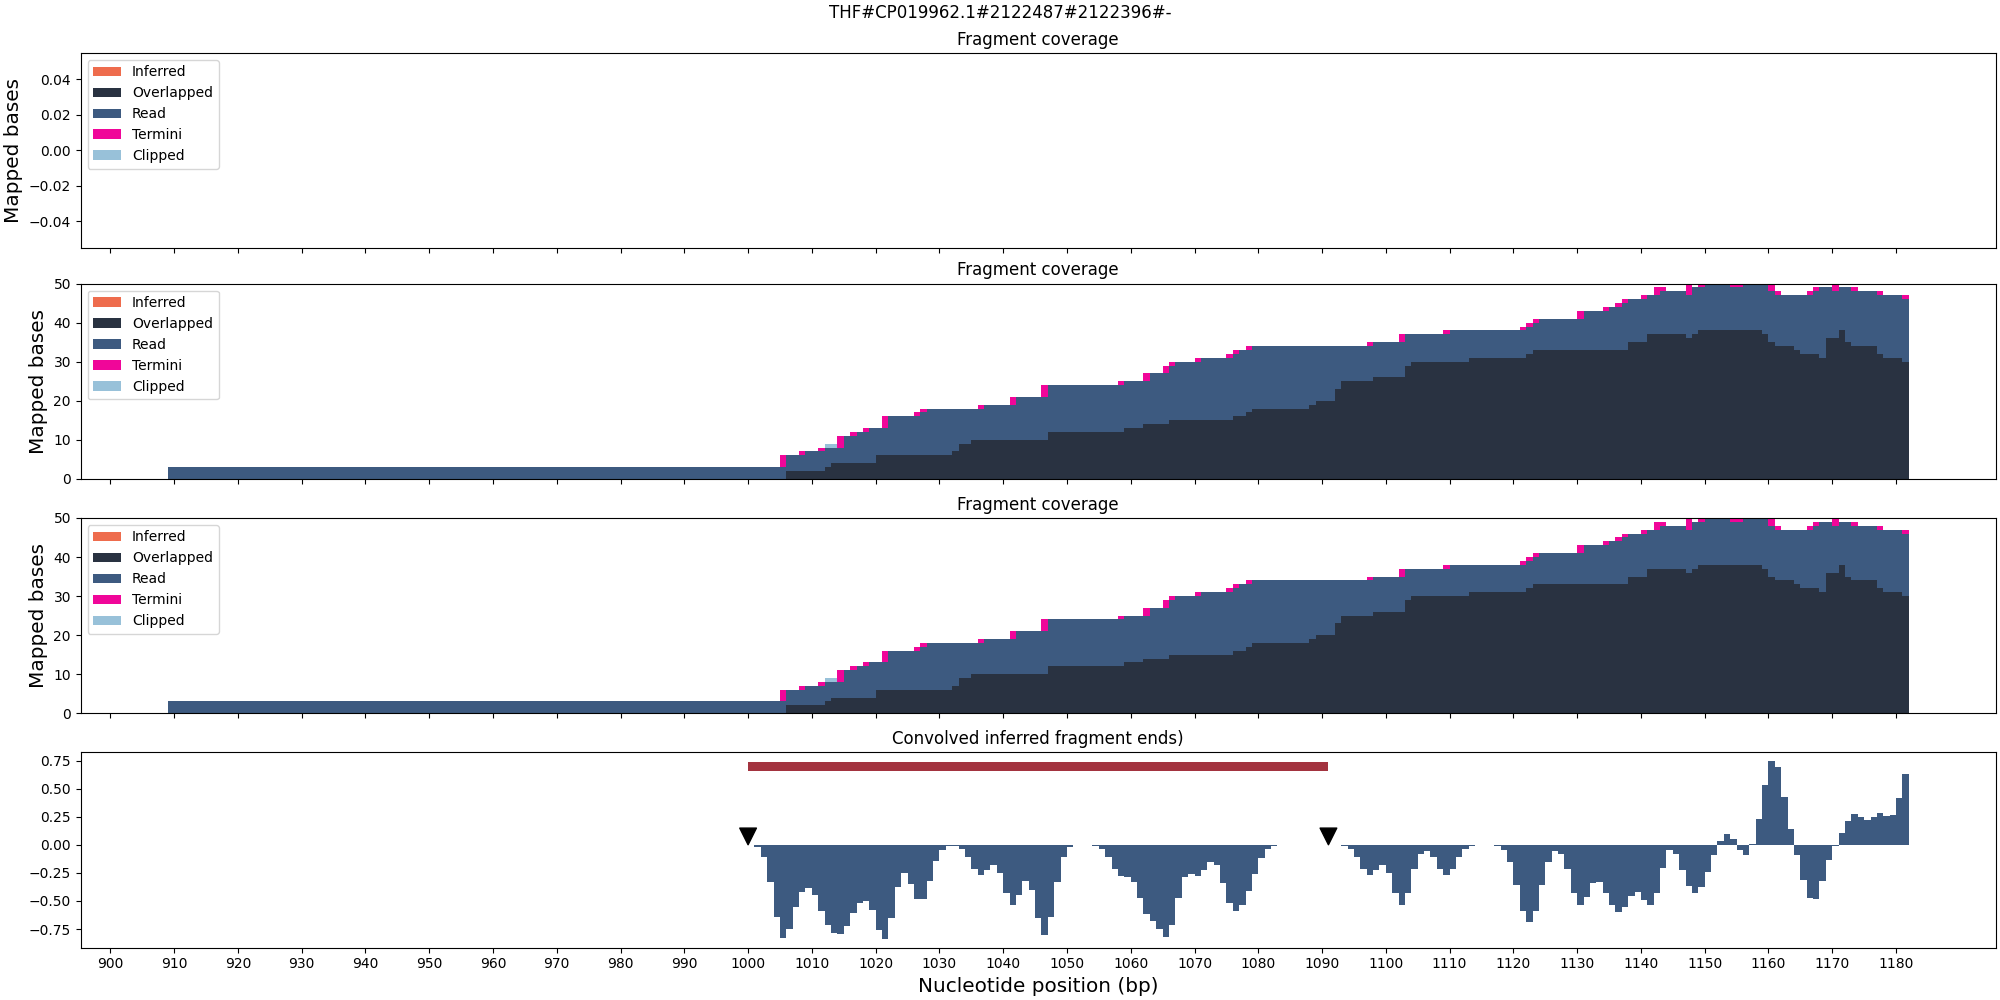 THF#CP019962.1#2122487#2122396#-
Fragment coverage
Mapped bases
0.04
0.02
0.00
−0.02
−0.04
Inferred
Overlapped
Read
Termini
Clipped
Fragment coverage
Mapped bases
50
40
30
20
10
0
Inferred
Overlapped
Read
Termini
Clipped
Fragment coverage
Mapped bases
50
40
30
20
10
0
Inferred
Overlapped
Read
Termini
Clipped
Convolved inferred fragment ends)
0.75
0.50
0.25
0.00
−0.25
−0.50
−0.75
900 910 920 930 940 950 960 970 980 990 1000 1010 1020 1030 1040 1050 1060 1070 1080 1090 1100 1110 1120 1130 1140 1150 1160 1170 1180
Nucleotide position (bp)